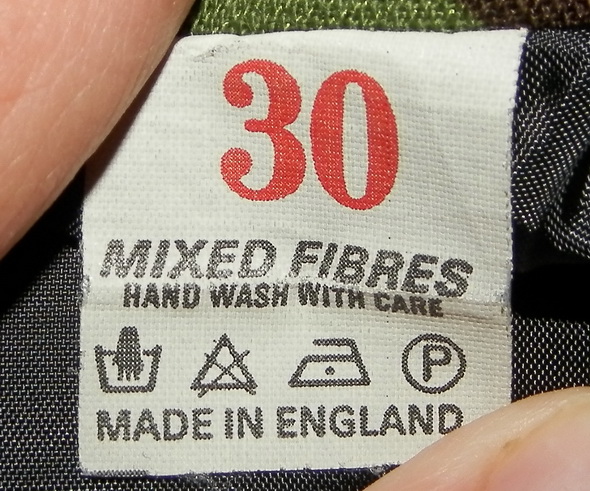 30
MIXED FIBRES
HAND WASH WITH CARE
P
MADE IN ENGLAND